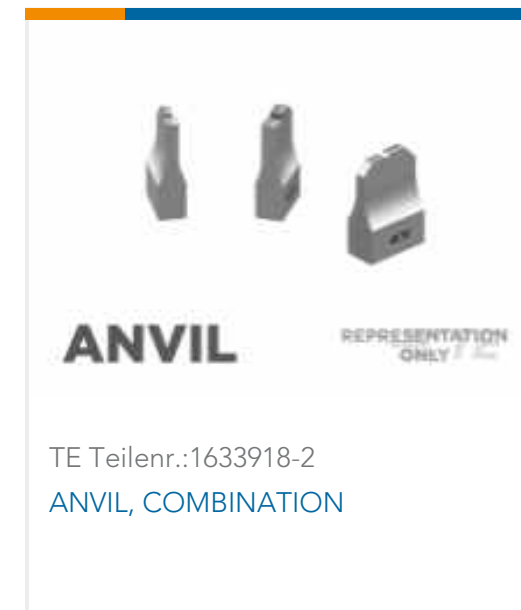 ANVIL
REPRESENTATION
ONLY
TE Teilenr.:1633918-2
ANVIL, COMBINATION